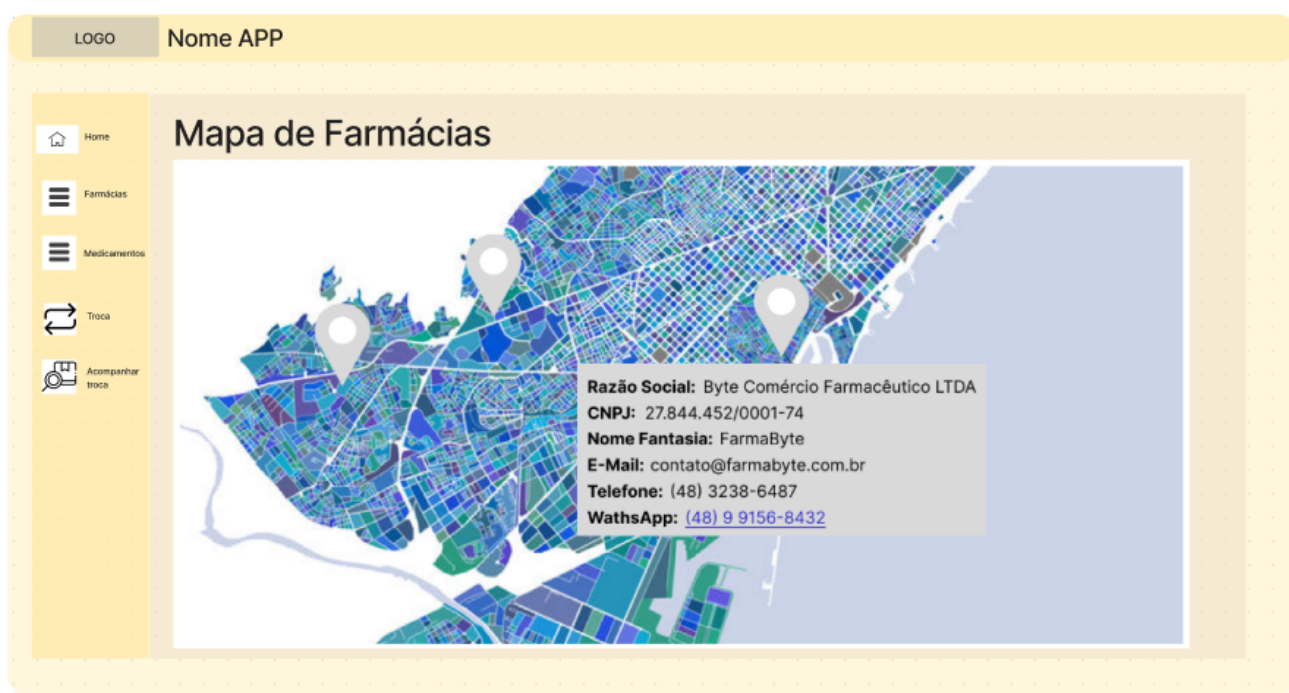 LOGO
Nome APP
Home
Farmácias
Medicamentos
Troca
Acompanhar
troca
Mapa de Farmácias
Razão Social: Byte Comércio Farmacêutico LTDA
CNPJ: 27.844.452/0001-74
Nome Fantasia: FarmaByte
E-Mail: contato@farmabyte.com.br
Telefone: (48) 3238-6487
WathsApp: (48) 9 9156-8432